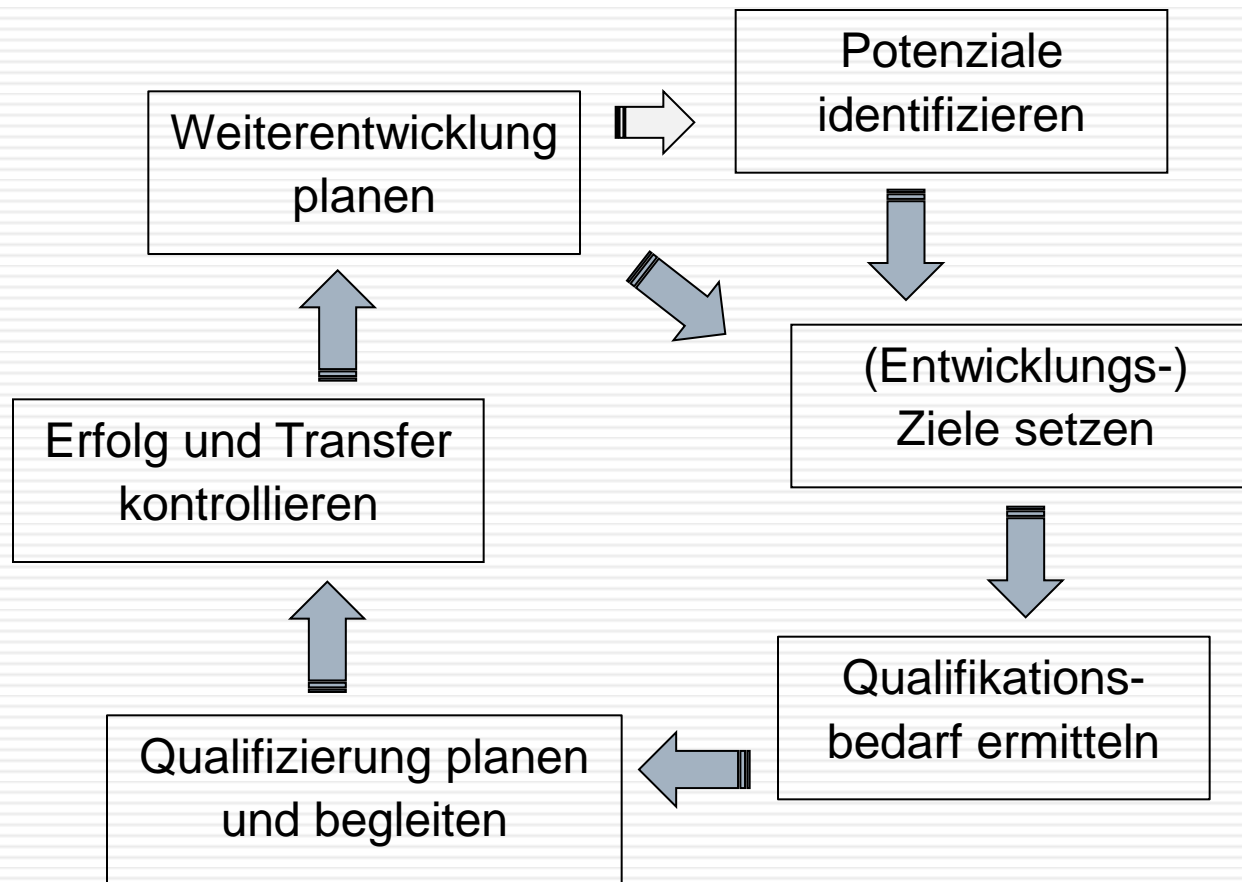 Potenziale
identifizieren
Weiterentwicklung
planen
(Entwicklungs-)
Ziele setzen
Erfolg und Transfer
kontrollieren
Qualifikations-
bedarf ermitteln
Qualifizierung planen
und begleiten